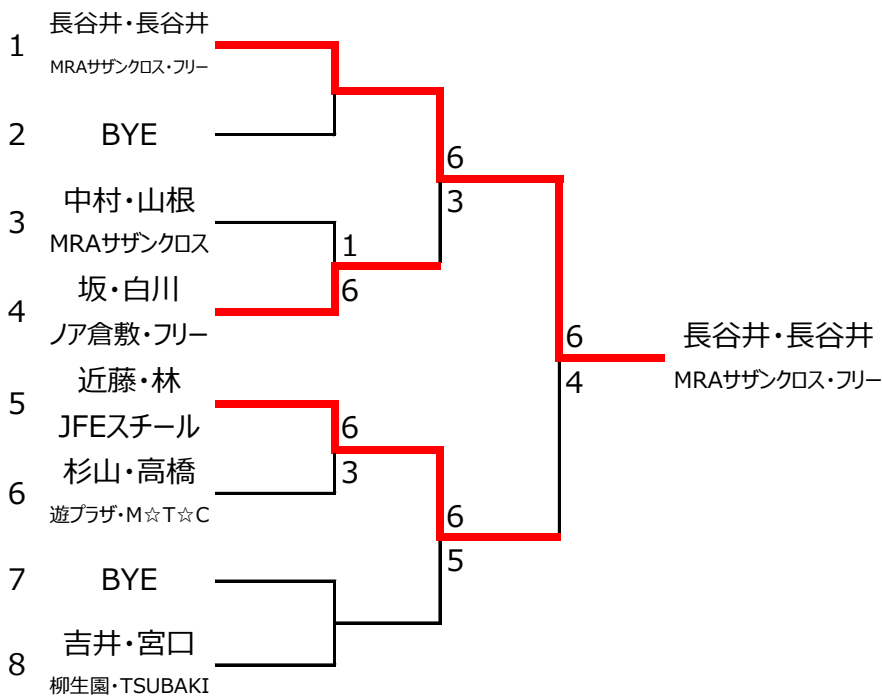 1
長谷井・長谷井
MRAサザンクロス・フリー
2
BYE
3
中村・山根
MRAサザンクロス
4
坂・白川
ノア倉敷・フリー
5
近藤・林
JFEスチール
6
杉山・高橋
遊プラザ・M☆T☆C
7
BYE
8
吉井・宮口
柳生園・TSUBAKI
1
6
6
3
6
3
6
5
6
4
長谷井・長谷井
MRAサザンクロス・フリー